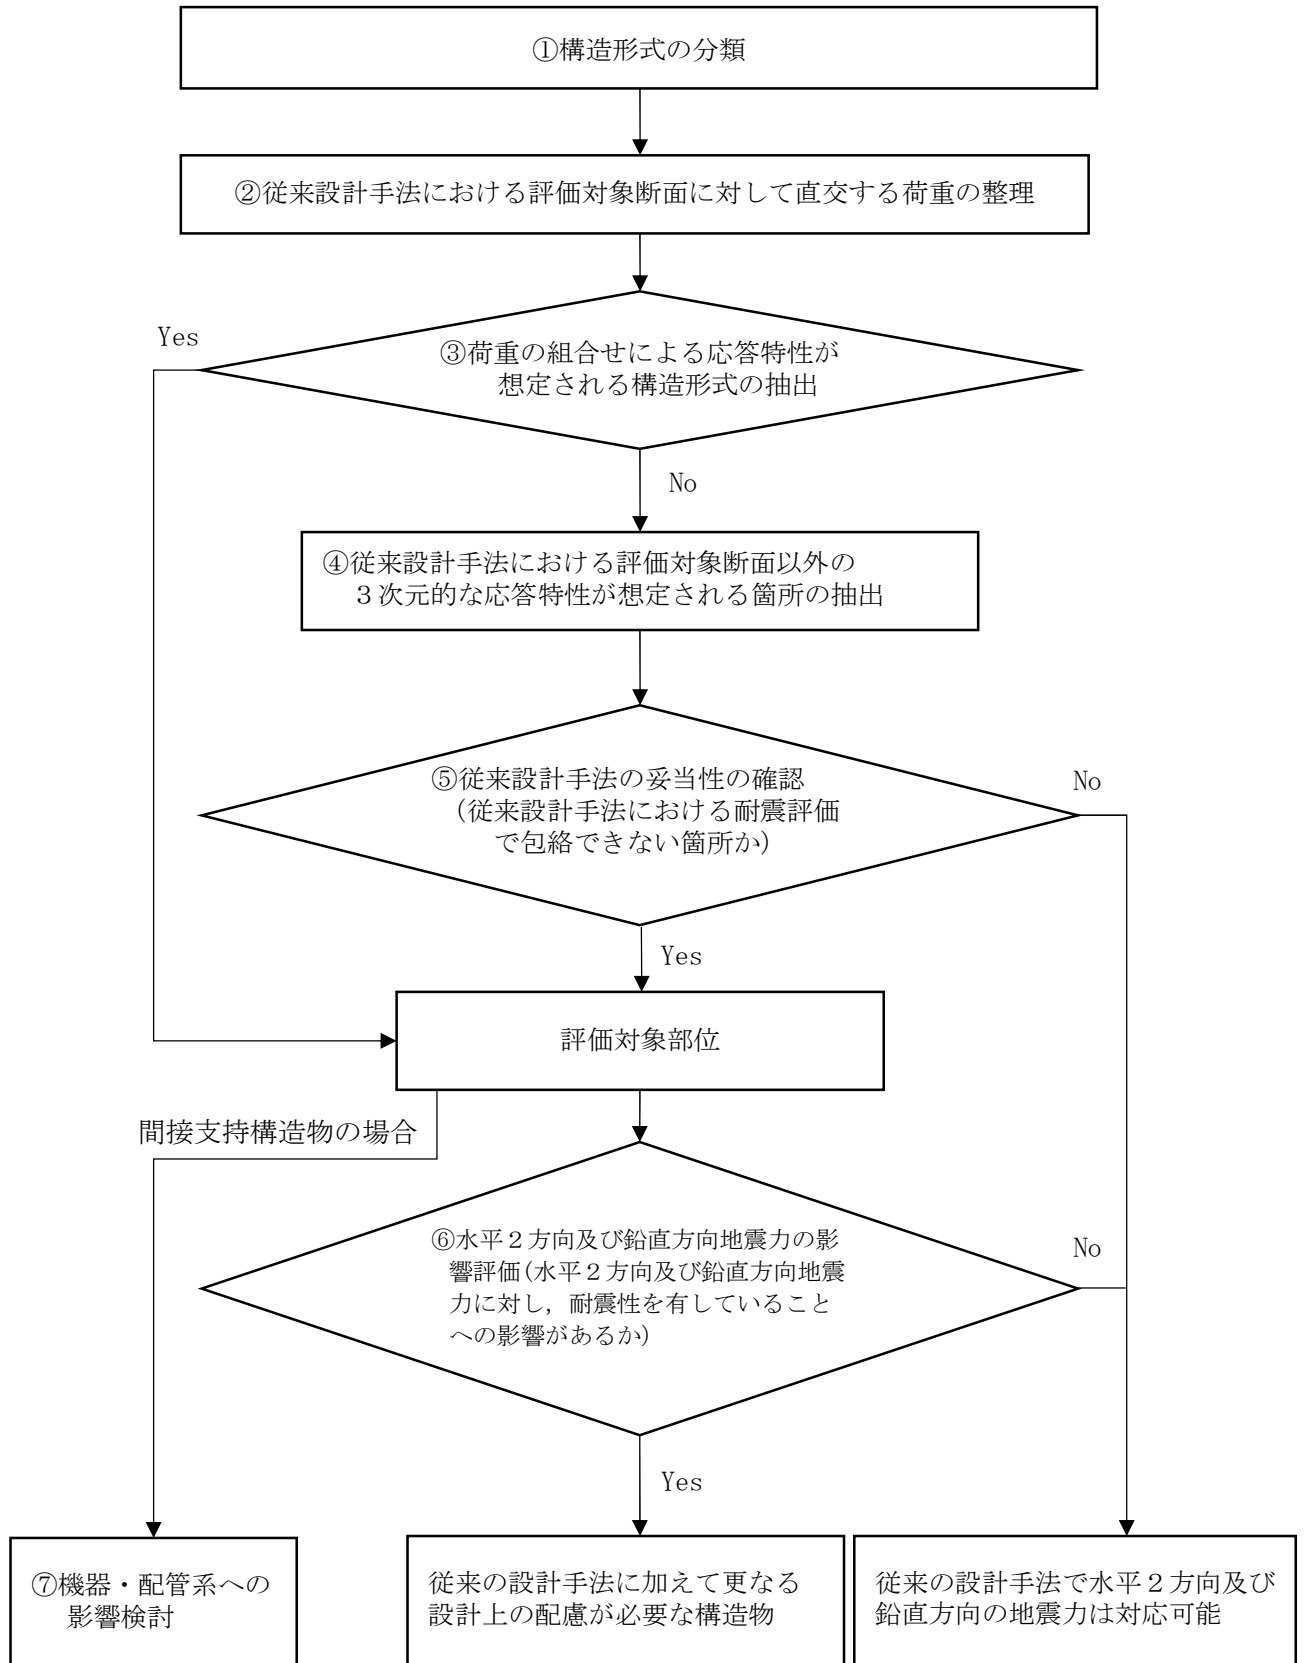 ①構造形式の分類
②従来設計手法における評価対象断面に対して直交する荷重の整理
Yes
③荷重の組合せによる応答特性が
想定される構造形式の抽出
No
④従来設計手法における評価対象断面以外の
３次元的な応答特性が想定される箇所の抽出
⑤従来設計手法の妥当性の確認
(従来設計手法における耐震評価
で包絡できない箇所か)
No
Yes
評価対象部位
間接支持構造物の場合
⑥水平２方向及び鉛直方向地震力の影
響評価(水平２方向及び鉛直方向地震
力に対し，耐震性を有していること
への影響があるか)
No
Yes
⑦機器・配管系への
影響検討
従来の設計手法に加えて更なる
設計上の配慮が必要な構造物
従来の設計手法で水平２方向及び
鉛直方向の地震力は対応可能